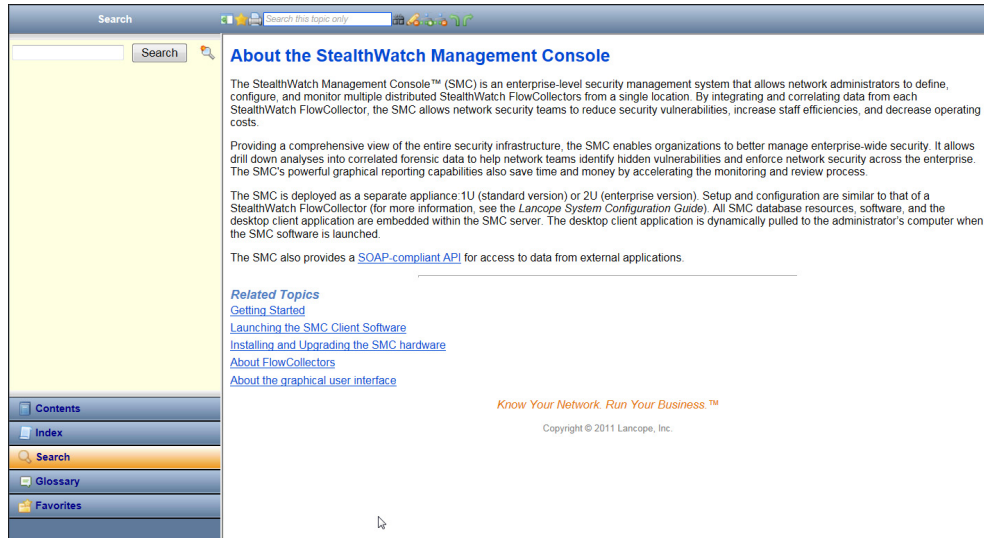 Search
Search this topic only
Search
About the StealthWatch Management Console
The StealthWatch Management Console™ (SMC) is an enterprise-level security management system that allows network administrators to define,
configure, and monitor multiple distributed StealthWatch FlowCollectors from a single location. By integrating and correlating data from each
StealthWatch FlowCollector, the SMC allows network security teams to reduce security vulnerabilities, increase staff efficiencies, and decrease operating
costs.
Providing a comprehensive view of the entire security infrastructure, the SMC enables organizations to better manage enterprise-wide security. It allows
drill down analyses into correlated forensic data to help network teams identify hidden vulnerabilities and enforce network security across the enterprise.
The SMC's powerful graphical reporting capabilities also save time and money by accelerating the monitoring and review process.
The SMC is deployed as a separate appliance:1U (standard version) or 2U (enterprise version). Setup and configuration are similar to that of a
StealthWatch FlowCollector (for more information, see the Lancope System Configuration Guide). All SMC database resources, software, and the
desktop client application are embedded within the SMC server. The desktop client application is dynamically pulled to the administrator's computer when
the SMC software is launched.
The SMC also provides a SOAP-compliant API for access to data from external applications.
Related Topics
Getting Started
Launching the SMC Client Software
Installing and Upgrading the SMC hardware
About FlowCollectors
About the graphical user interface
Know Your Network. Run Your Business.™
Copyright © 2011 Lancope, Inc.
Contents
Index
Search
Glossary
Favorites